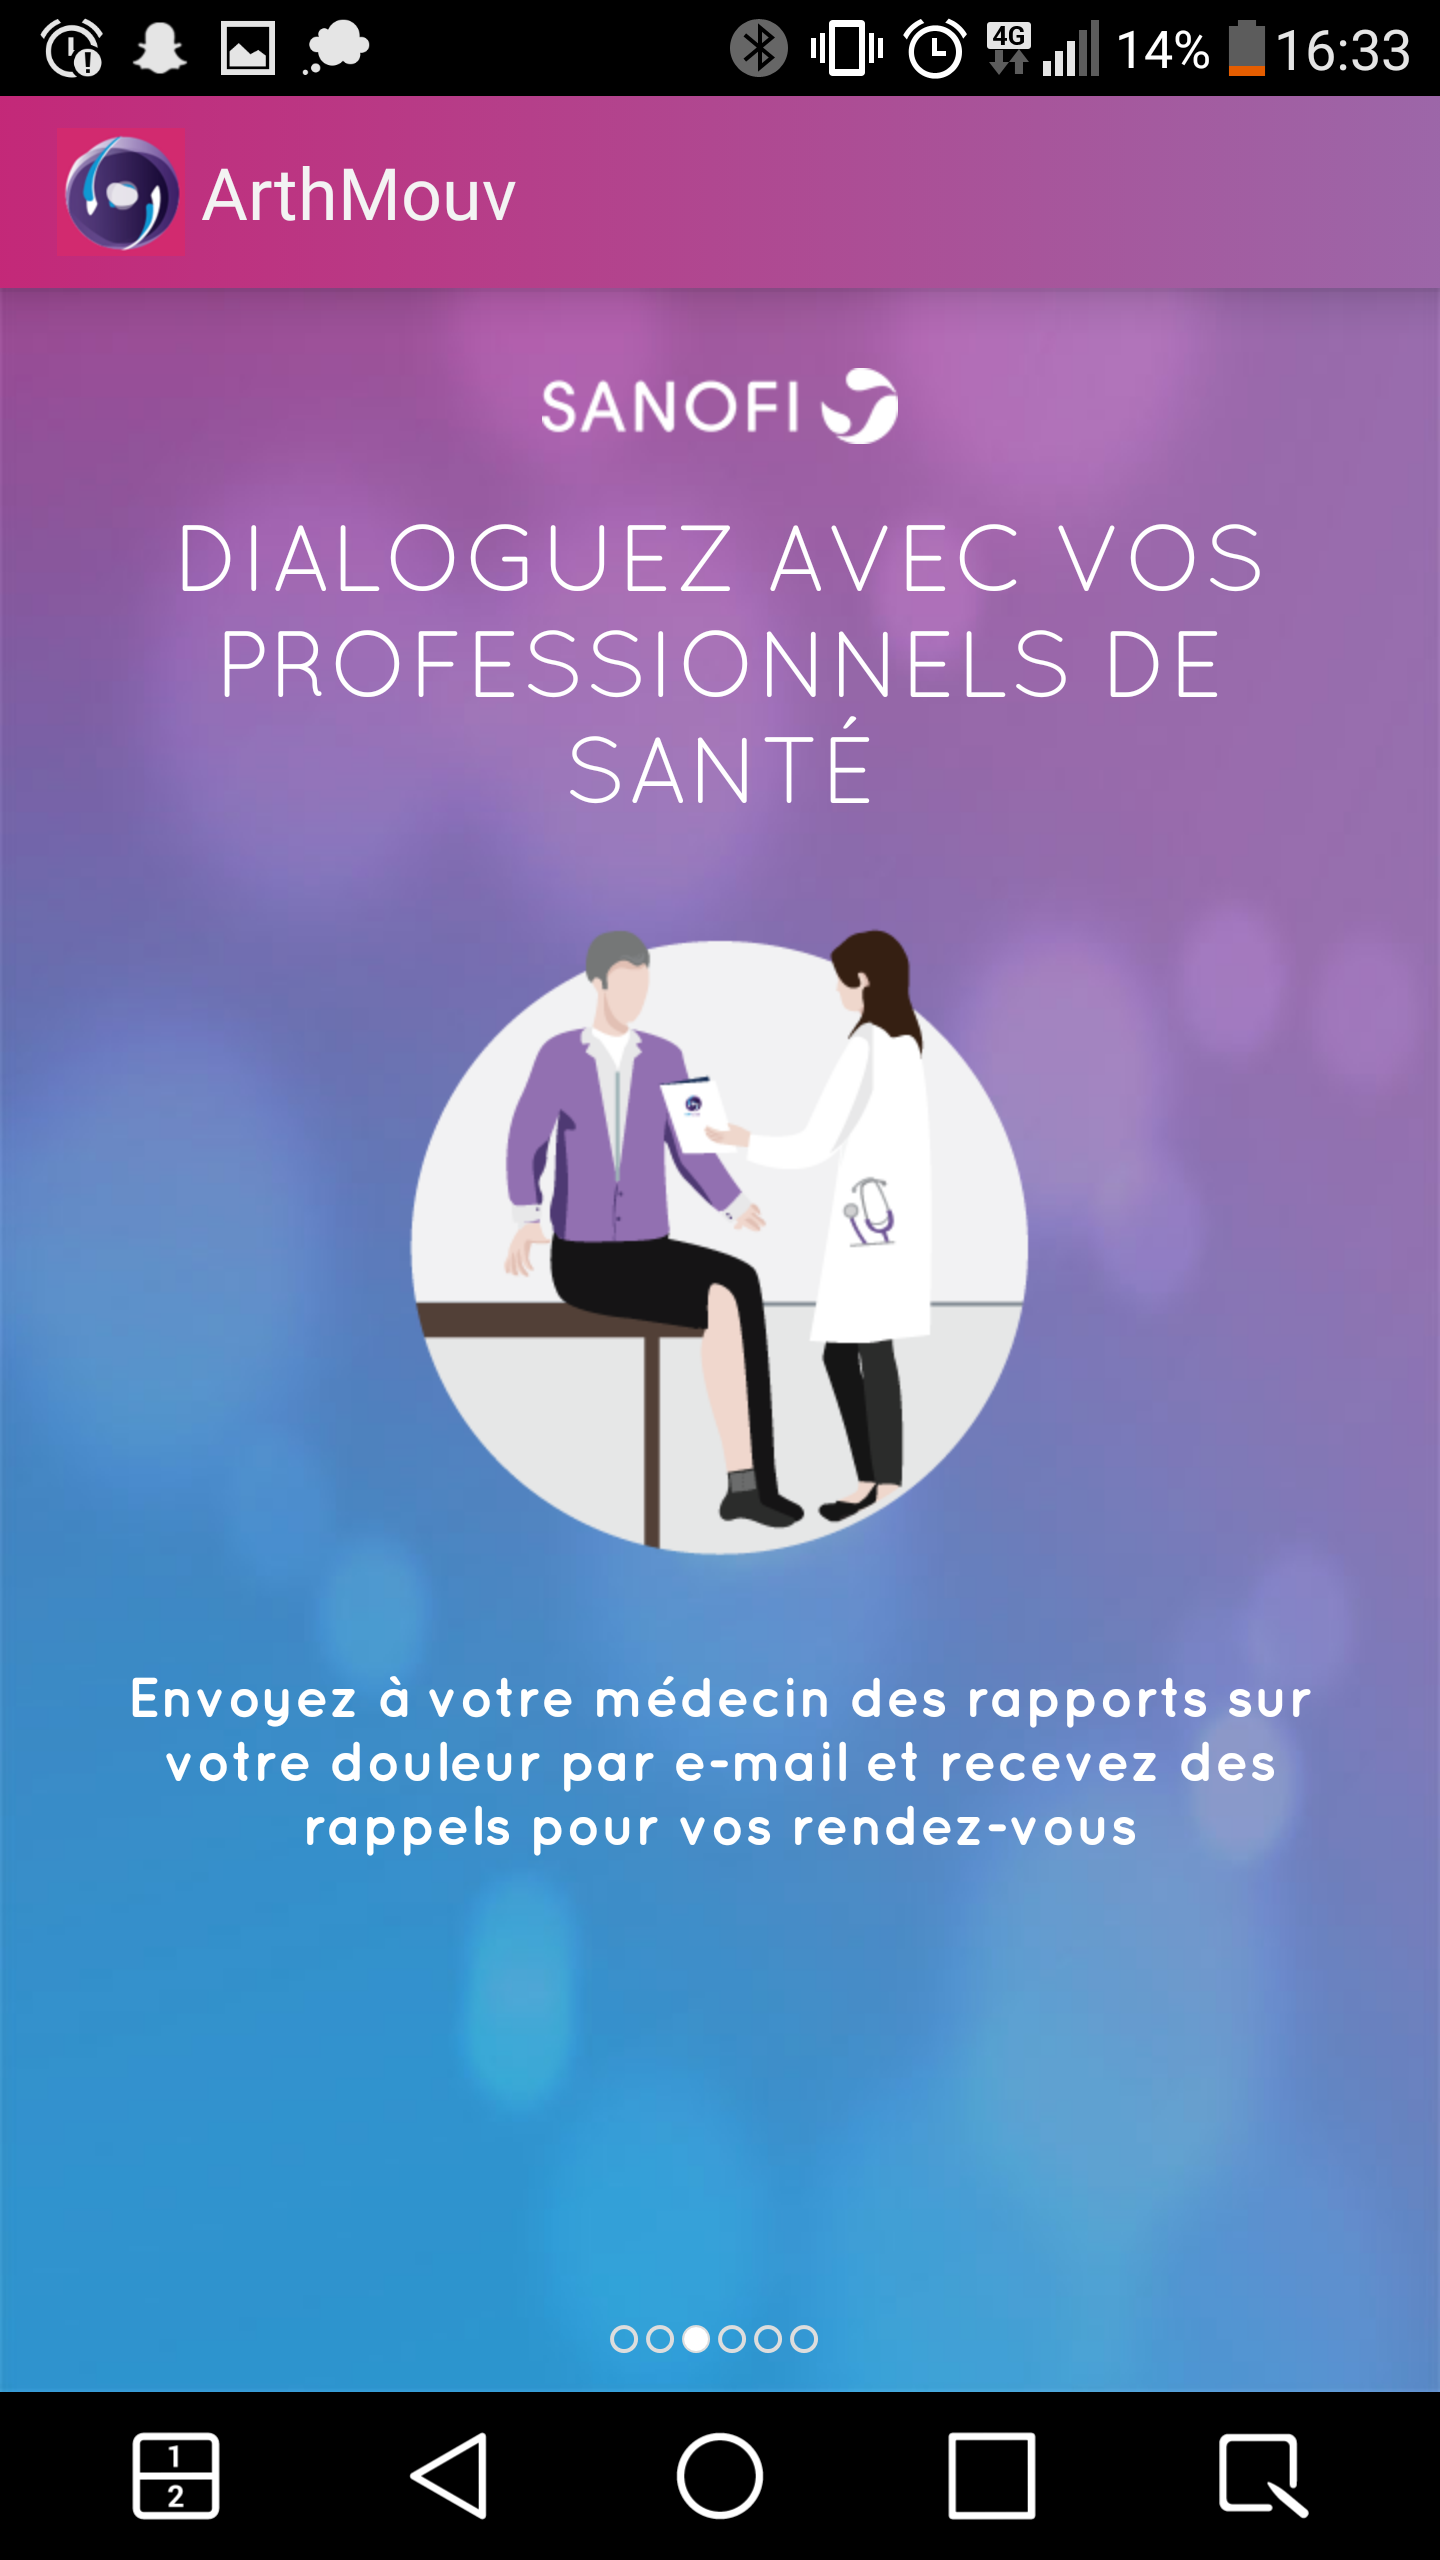 14% 16:33
4G
ArthMouv
SANOFI
DIALOGUEZ AVEC VOS
PROFESSIONNELS DE
SANTÉ
Envoyez à votre médecin des rapports sur
votre douleur par e-mail et recevez des
rappels pour vos rendez-vous
1
2